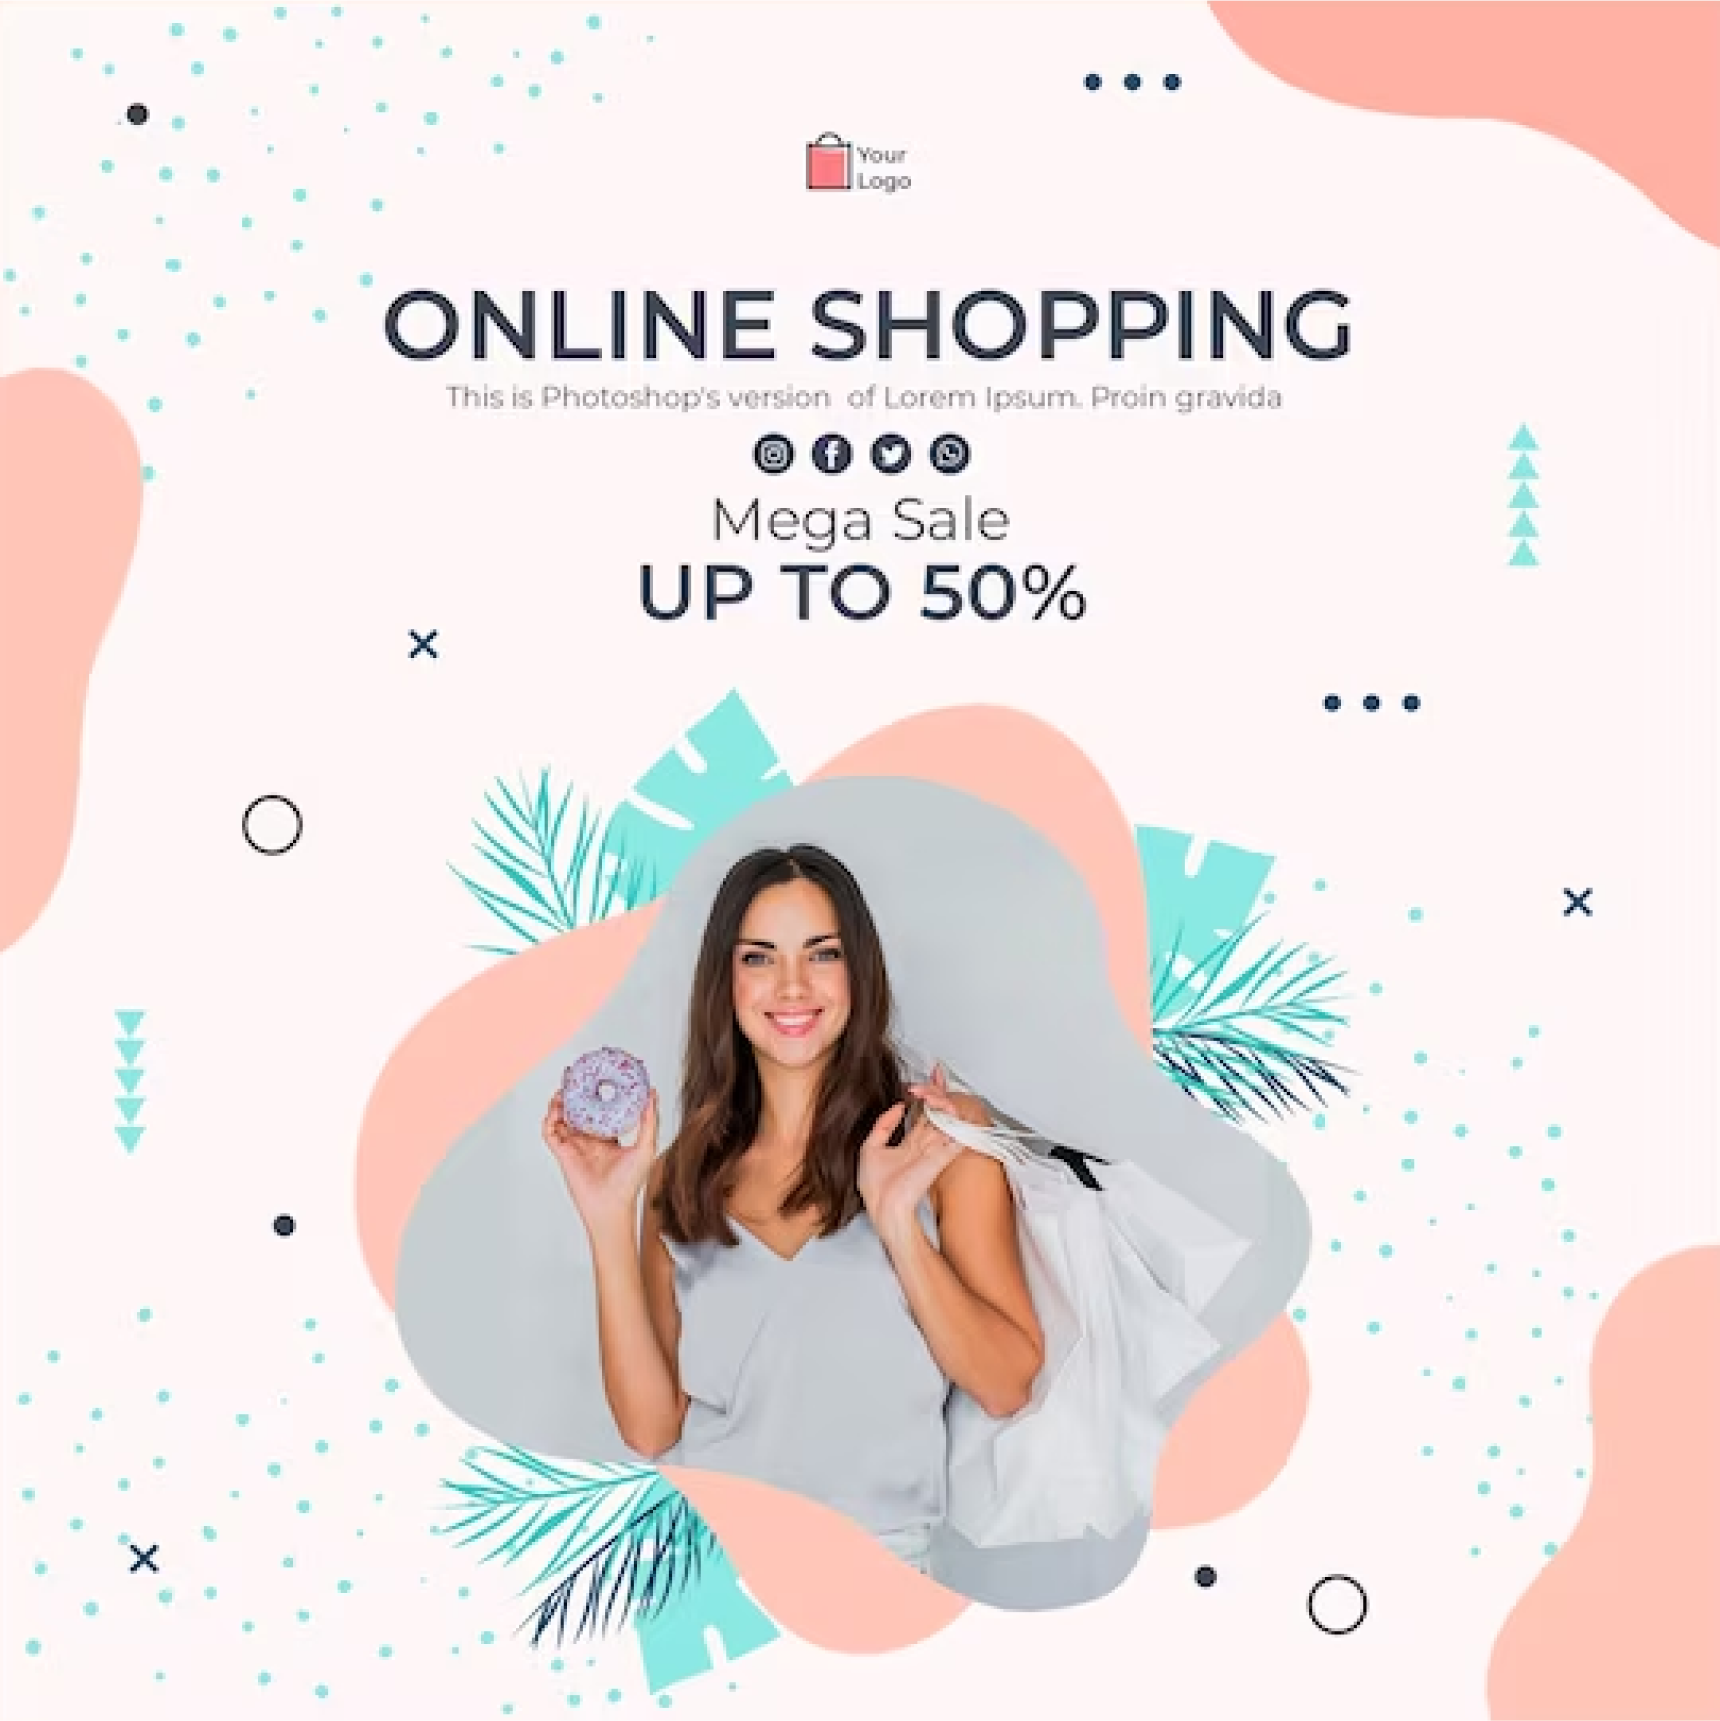 Your
Logo
ONLINE SHOPPING
This is Photoshop's version of Lorem Ipsum. Proin gravida
Mega Sale
UP TO 50%